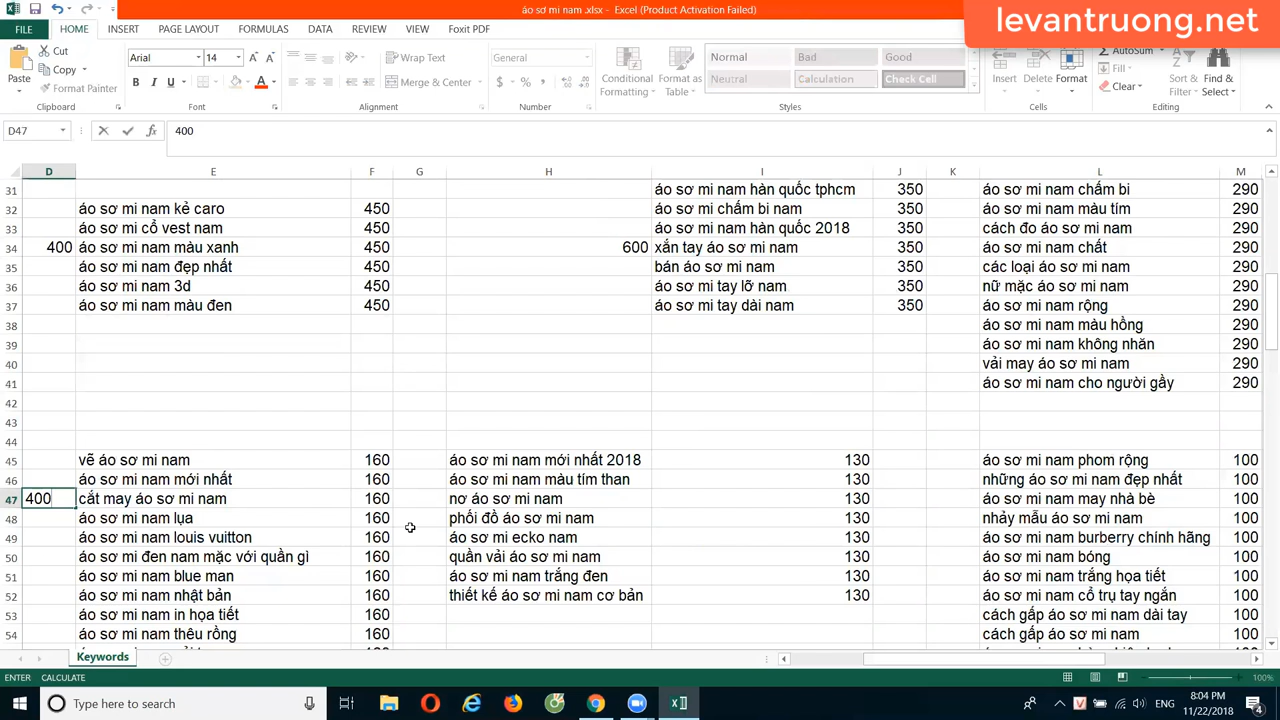 áo sơ mi nam .xlsx - Excel (Product Activation Failed)
levantruong.net
FILE HOME INSERT PAGE LAYOUT FORMULAS DATA REVIEW VIEW Foxit PDF
Paste Cut Copy Format Painter Clipboard
Arial 14 B I U Font
Wrap Text Merge & Center Alignment
General $ % , Number
Conditional Formatting Format as Table
Normal Bad Good
Neutral Calculation Check Cell
Styles
Insert Delete Format Cells
AutoSum Fill Clear Sort & Filter Find & Select Editing
D47 fx 400
D E F G H I J K L M
31 áo sơ mi nam hàn quốc tphcm 350 áo sơ mi nam chấm bi 290
32 áo sơ mi nam kẻ caro 450 áo sơ mi chấm bi nam 350 áo sơ mi nam màu tím 290
33 áo sơ mi cổ vest nam 450 áo sơ mi nam hàn quốc 2018 350 cách đo áo sơ mi nam 290
34 400 áo sơ mi nam màu xanh 450 600 xắn tay áo sơ mi nam 350 áo sơ mi nam chất 290
35 áo sơ mi nam đẹp nhất 450 bán áo sơ mi nam 350 các loại áo sơ mi nam 290
36 áo sơ mi nam 3d 450 áo sơ mi tay lỡ nam 350 nữ mặc áo sơ mi nam 290
37 áo sơ mi nam màu đen 450 áo sơ mi tay dài nam 350 áo sơ mi nam rộng 290
38 áo sơ mi nam màu hồng 290
39 áo sơ mi nam không nhăn 290
40 vải may áo sơ mi nam 290
41 áo sơ mi nam cho người gầy 290
42
43
44
45 vẽ áo sơ mi nam 160 áo sơ mi nam mới nhất 2018 130 áo sơ mi nam phom rộng 100
46 áo sơ mi nam mới nhất 160 áo sơ mi nam màu tím than 130 những áo sơ mi nam đẹp nhất 100
47 400 cắt may áo sơ mi nam 160 nơ áo sơ mi nam 130 áo sơ mi nam may nhà bè 100
48 áo sơ mi nam lụa 160 phối đồ áo sơ mi nam 130 nhảy mẫu áo sơ mi nam 100
49 áo sơ mi nam louis vuitton 160 áo sơ mi ecko nam 130 áo sơ mi nam burberry chính hãng 100
50 áo sơ mi đen nam mặc với quần gì 160 quần vải áo sơ mi nam 130 áo sơ mi nam bóng 100
51 áo sơ mi nam blue man 160 áo sơ mi nam trắng đen 130 áo sơ mi nam trắng họa tiết 100
52 áo sơ mi nam nhật bản 160 thiết kế áo sơ mi nam cơ bản 130 áo sơ mi nam cổ trụ tay ngắn 100
53 áo sơ mi nam in họa tiết 160 cách gấp áo sơ mi nam dài tay 100
54 áo sơ mi nam thêu rồng 160 cách gấp áo sơ mi nam 100
Keywords
ENTER CALCULATE 100%
Type here to search
ENG 8:04 PM
11/22/2018 4